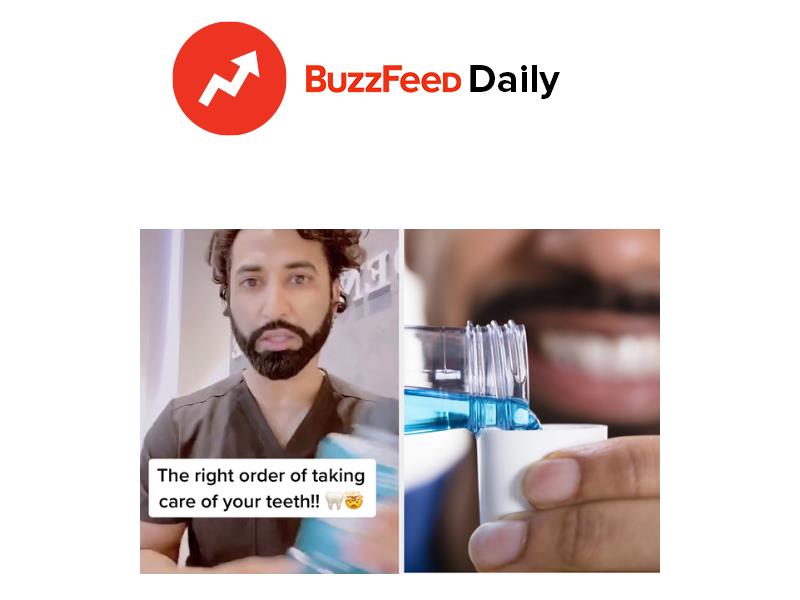 BuzzFeed Daily
The right order of taking
care of your teeth!! 🦷🤯